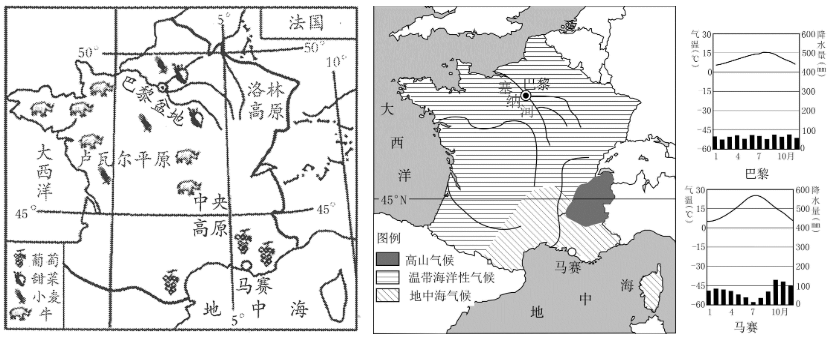 法国
5°
50°
50°
10°
巴黎盆地
洛林
高原
大西洋
卢瓦尔平原
中央
高原
45°
45°
葡萄
甜菜
小麦
牛
马赛
地中海
5°
巴黎
塞纳河
大西洋
45°N
图例
高山气候
温带海洋性气候
地中海气候
马赛
地中海
气温(℃)
降水量(mm)
30
15
0
-15
-30
-45
-60
600
500
400
300
200
100
0
1 4 7 10月
巴黎
气温(℃)
降水量(mm)
30
15
0
-15
-30
-45
-60
600
500
400
300
200
100
0
1 4 7 10月
马赛